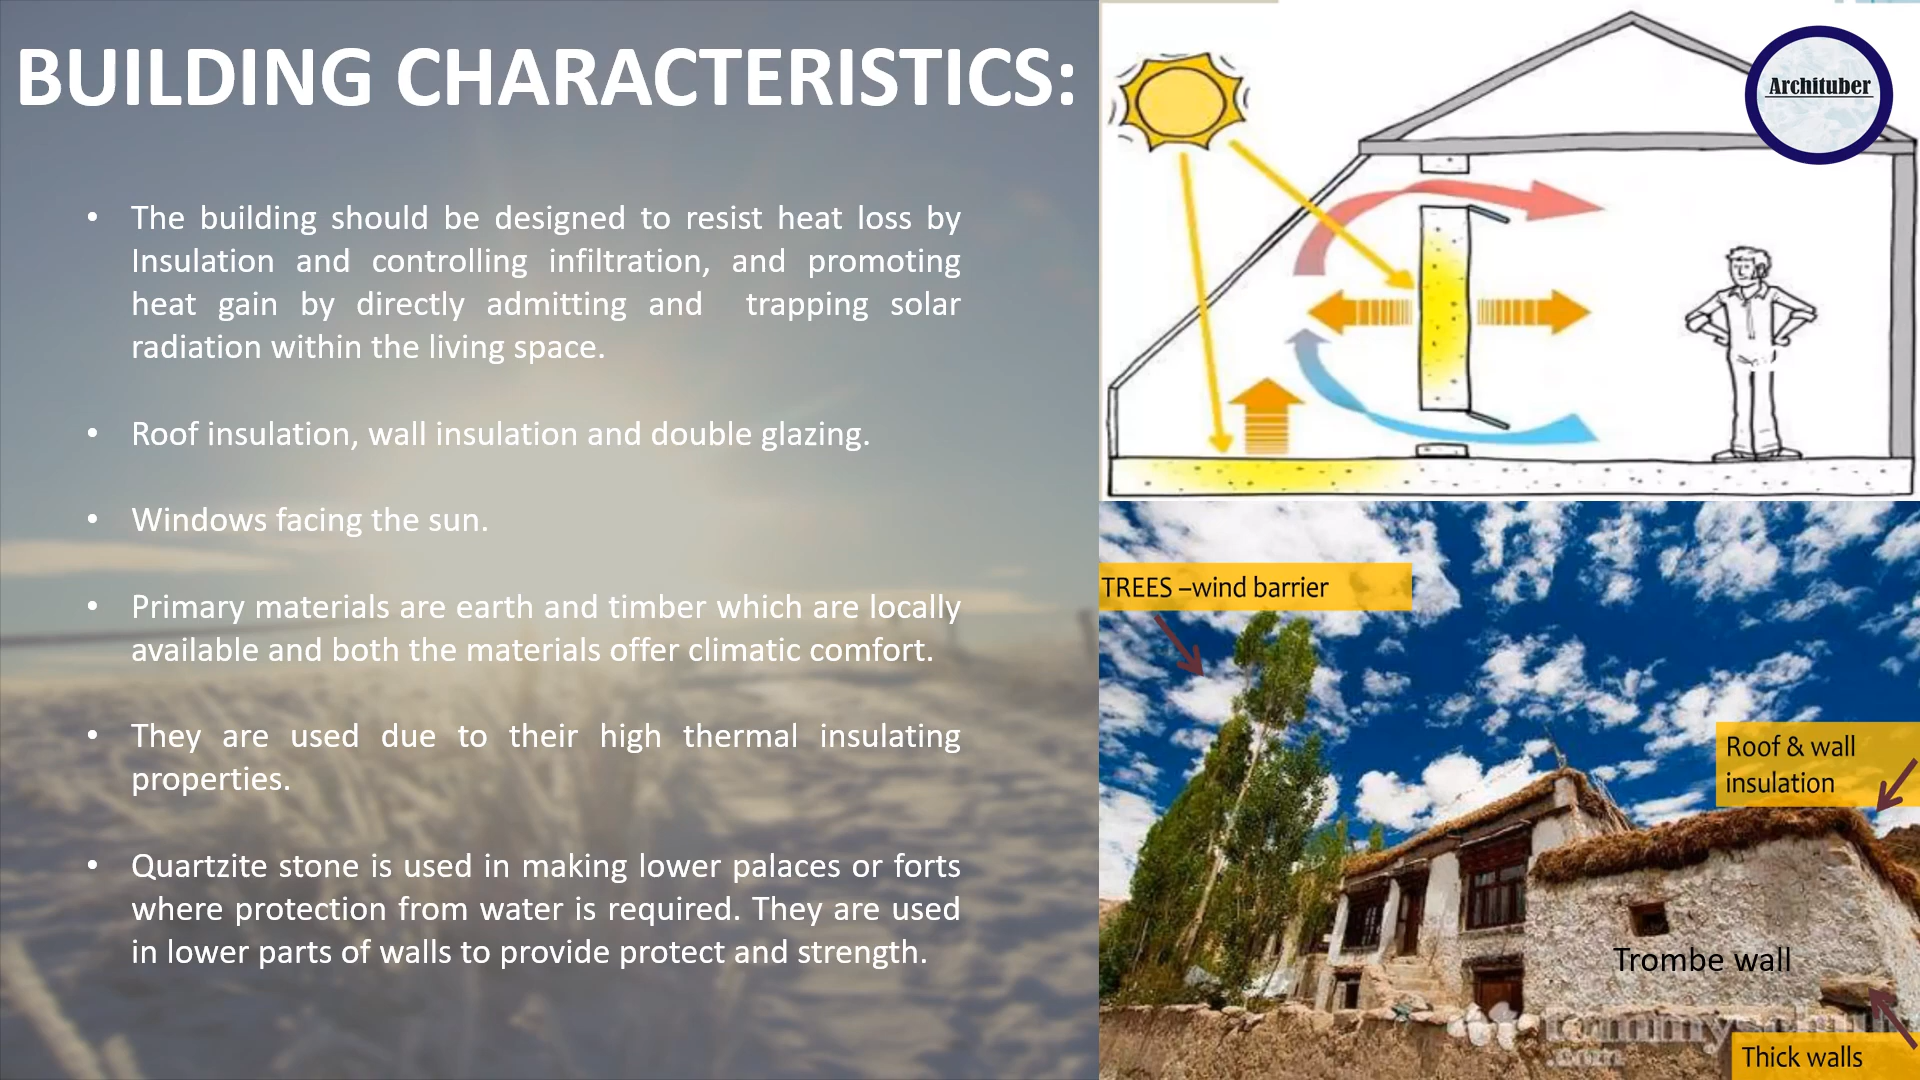 BUILDING CHARACTERISTICS:
• The building should be designed to resist heat loss by
Insulation and controlling infiltration, and promoting
heat gain by directly admitting and trapping solar
radiation within the living space.
• Roof insulation, wall insulation and double glazing.
• Windows facing the sun.
• Primary materials are earth and timber which are locally
available and both the materials offer climatic comfort.
• They are used due to their high thermal insulating
properties.
• Quartzite stone is used in making lower palaces or forts
where protection from water is required. They are used
in lower parts of walls to provide protect and strength.
Archituber
TREES –wind barrier
Roof & wall
insulation
Trombe wall
.com
Thick walls